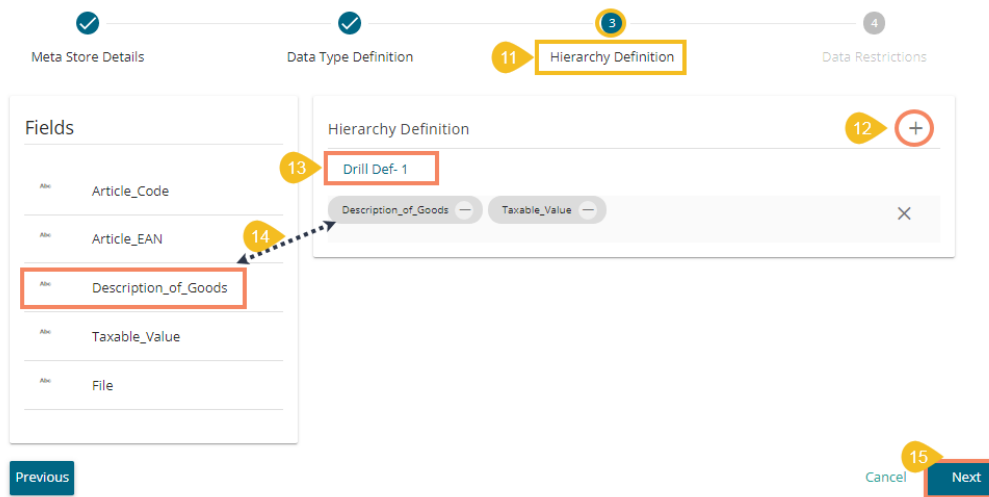 3
4
Meta Store Details
Data Type Definition
11
Hierarchy Definition
Data Restrictions
Fields
Hierarchy Definition
12
+
13
Drill Def- 1
Abc Article_Code
Description_of_Goods
Taxable_Value
Abc Article_EAN
14
Abc Description_of_Goods
Abc Taxable_Value
Abc File
15
Previous
Cancel
Next